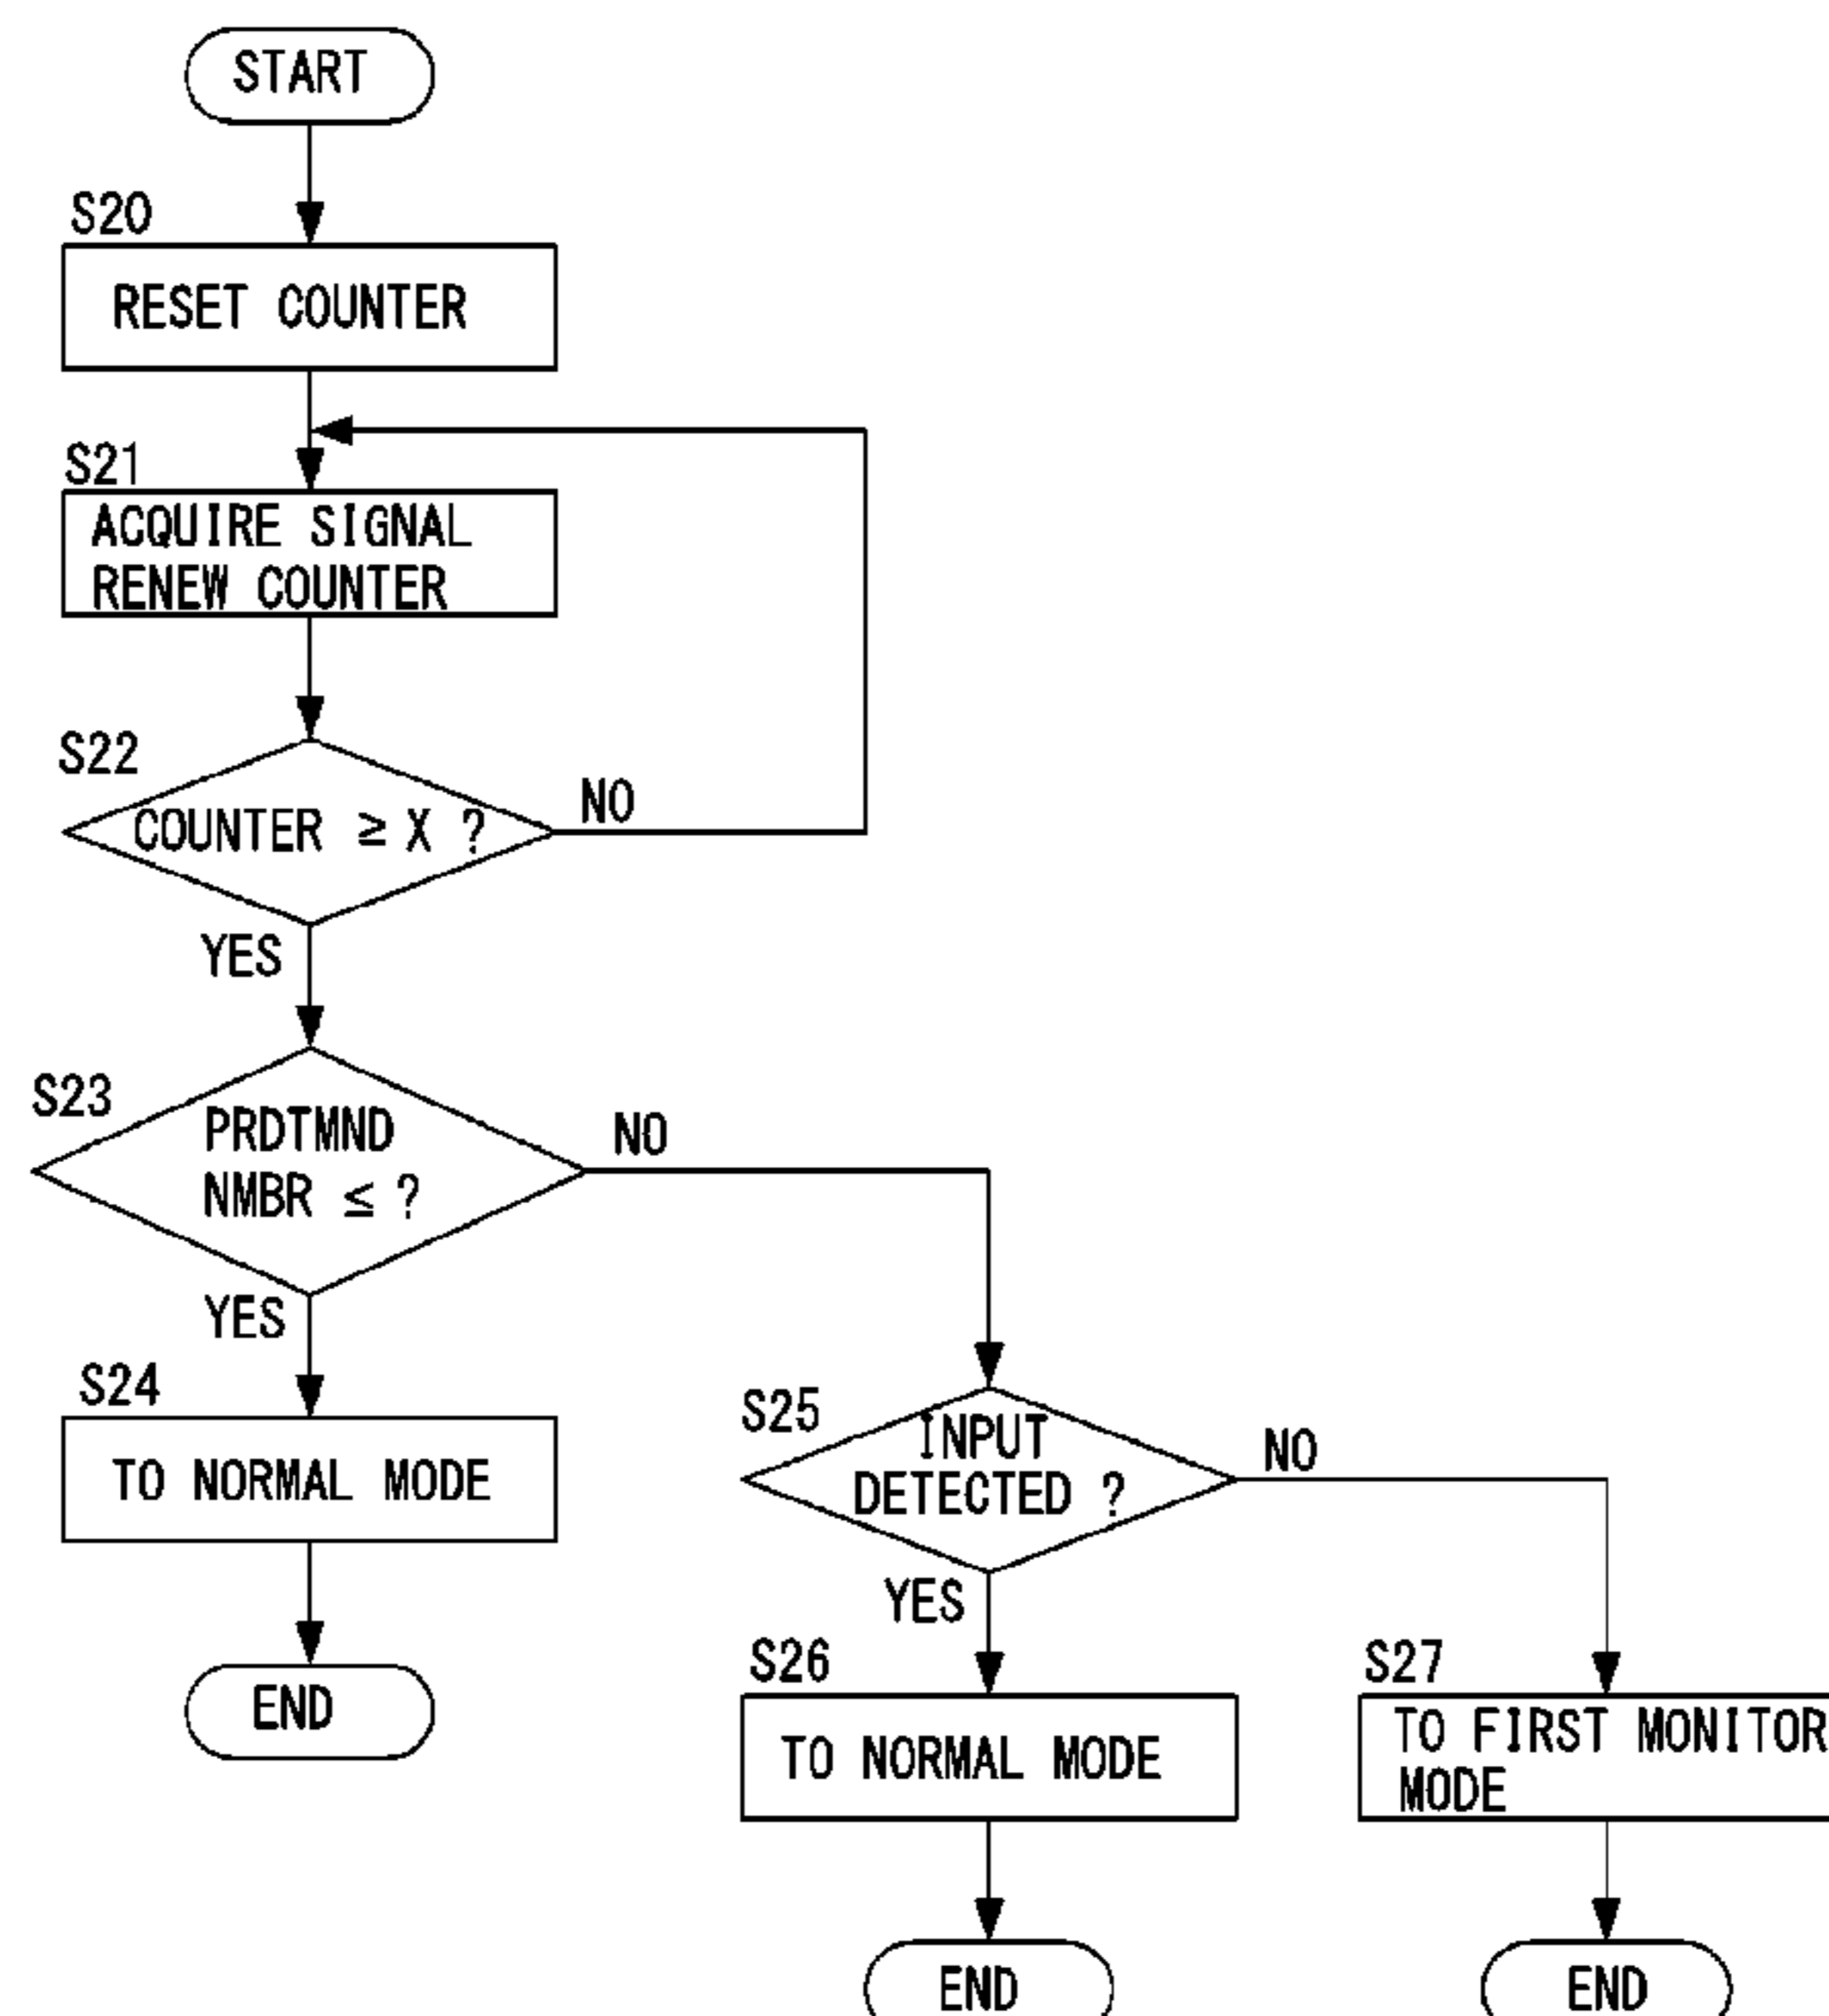 START
S20
RESET COUNTER
S21
ACQUIRE SIGNAL
RENEW COUNTER
S22
COUNTER ≥ X ?
NO
YES
S23
PRDTMND
NMBR ≤ ?
NO
YES
S24
TO NORMAL MODE
END
S25
INPUT
DETECTED ?
NO
YES
S26
TO NORMAL MODE
END
S27
TO FIRST MONITOR
MODE
END